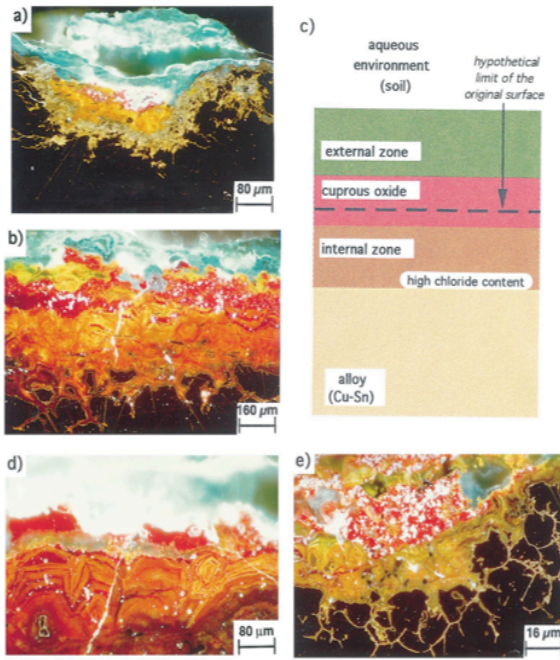 a)
80 µm
b)
160 µm
c)
aqueous
environment
(soil)
hypothetical
limit of the
original surface
external zone
cuprous oxide
internal zone
high chloride content
alloy
(Cu-Sn)
d)
80 µm
e)
16 µm